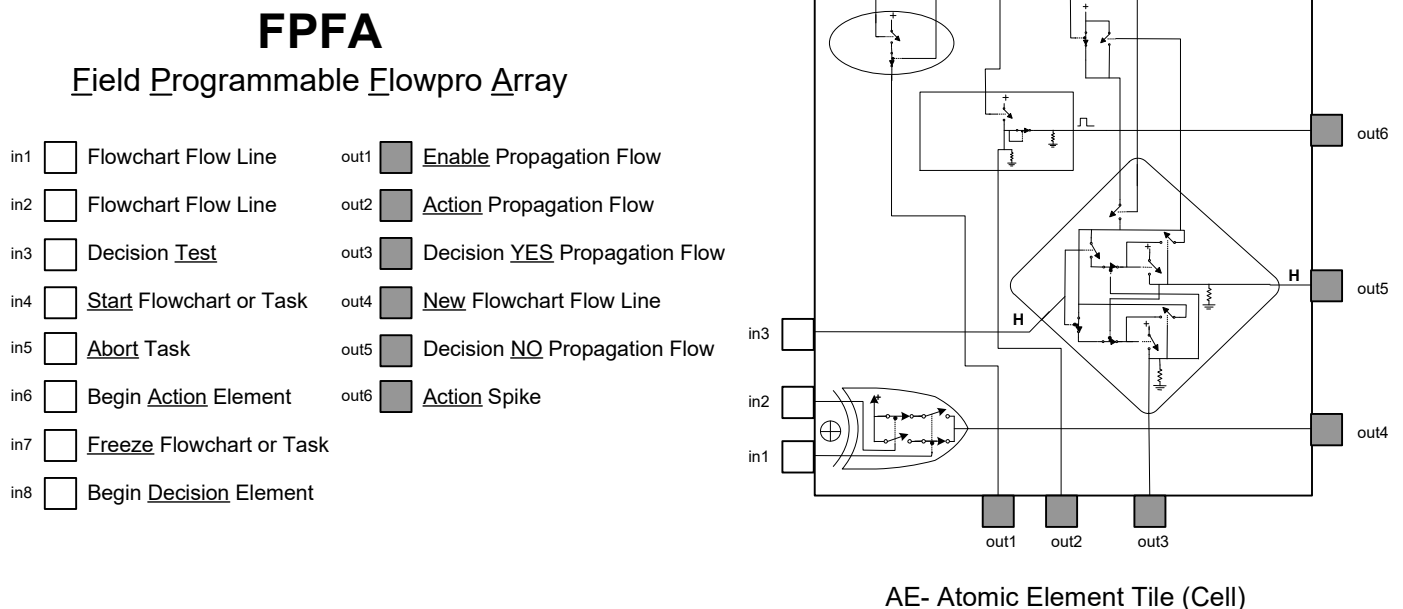 FPFA
Field Programmable Flowpro Array
in1 Flowchart Flow Line
in2 Flowchart Flow Line
in3 Decision Test
in4 Start Flowchart or Task
in5 Abort Task
in6 Begin Action Element
in7 Freeze Flowchart or Task
in8 Begin Decision Element
out1 Enable Propagation Flow
out2 Action Propagation Flow
out3 Decision YES Propagation Flow
out4 New Flowchart Flow Line
out5 Decision NO Propagation Flow
out6 Action Spike
+
+
+
out6
+
H
out5
H
+
in3
in2
+
in1
out4
out1
out2
out3
AE- Atomic Element Tile (Cell)